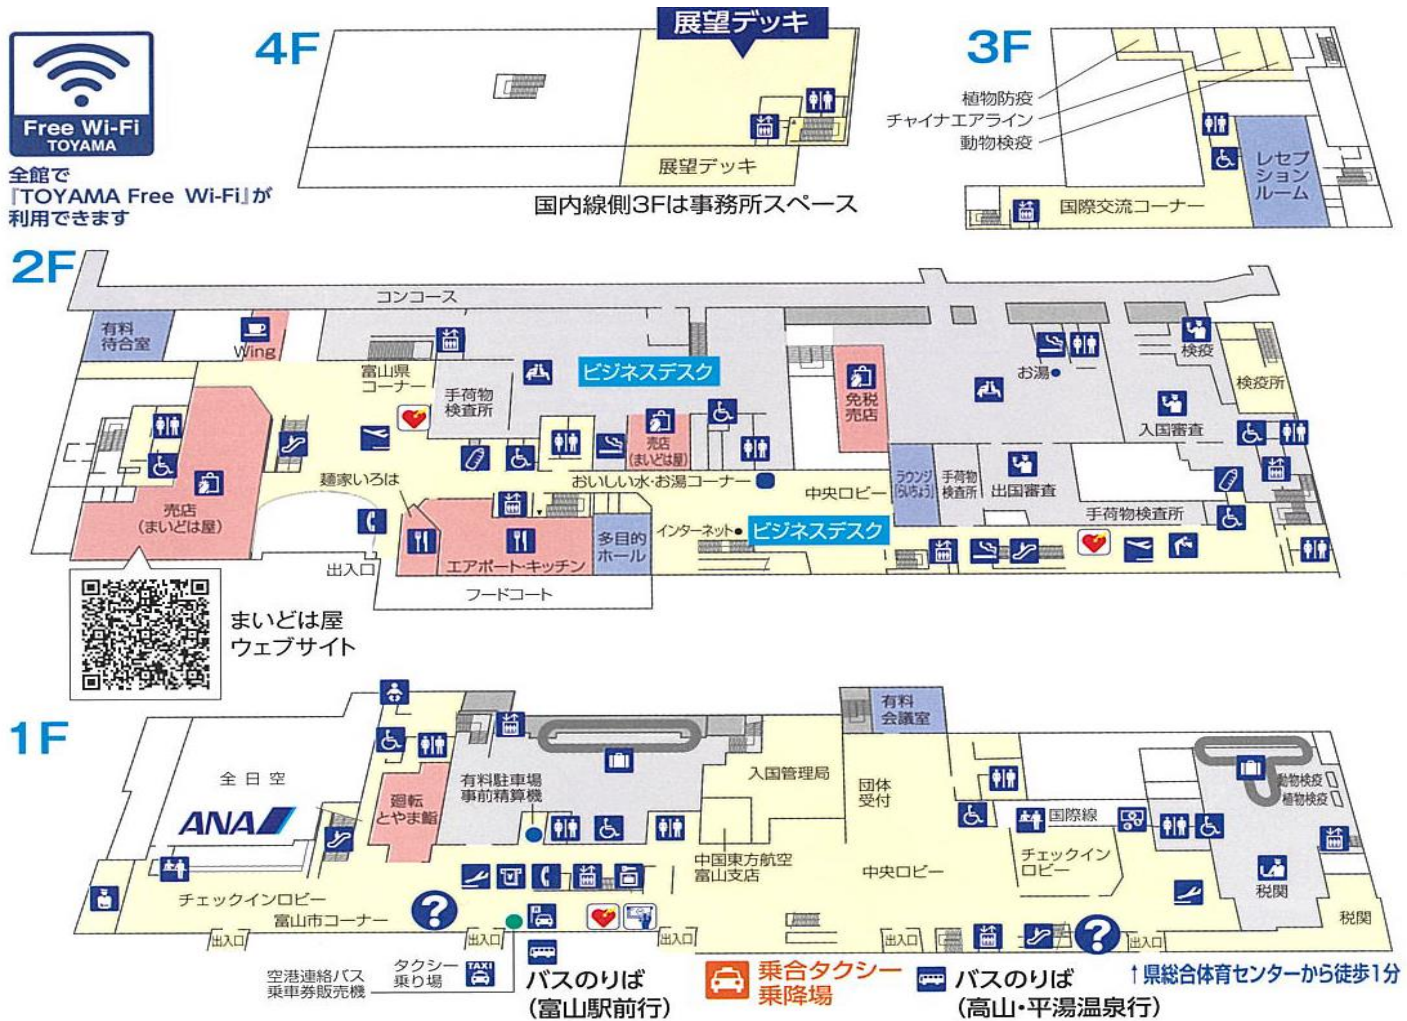 Free Wi-Fi
TOYAMA
全館で
『TOYAMA Free Wi-Fi』が
利用できます
4F
展望デッキ
展望デッキ
国内線側3Fは事務所スペース
3F
植物防疫
チャイナエアライン
動物検疫
レセプ
ション
ルーム
国際交流コーナー
2F
コンコース
有料
待合室
Wing
富山県
コーナー
手荷物
検査所
ビジネスデスク
免税
売店
お湯
検疫
検疫所
入国審査
売店
(まいどは屋)
麺家いろは
売店
(まいどは屋)
おいしい水・お湯コーナー
中央ロビー
ラウンジ
「らいちょう」
手荷物
検査所
出国審査
手荷物検査所
インターネット
ビジネスデスク
多目的
ホール
エアポート・キッチン
出入口
フードコート
まいどは屋
ウェブサイト
1F
全日空
ANA
廻転
とやま鮨
有料駐車場
事前精算機
入国管理局
有料
会議室
団体
受付
国際線
動物検疫
植物検疫
中国東方航空
富山支店
中央ロビー
チェックイン
ロビー
税関
税関
チェックインロビー
富山市コーナー
?
?
出入口
出入口
出入口
出入口
出入口
空港連絡バス
乗車券販売機
タクシー
乗り場
TAXI
バスのりば
(富山駅前行)
乗合タクシー
乗降場
バスのりば
(高山・平湯温泉行)
↑県総合体育センターから徒歩1分